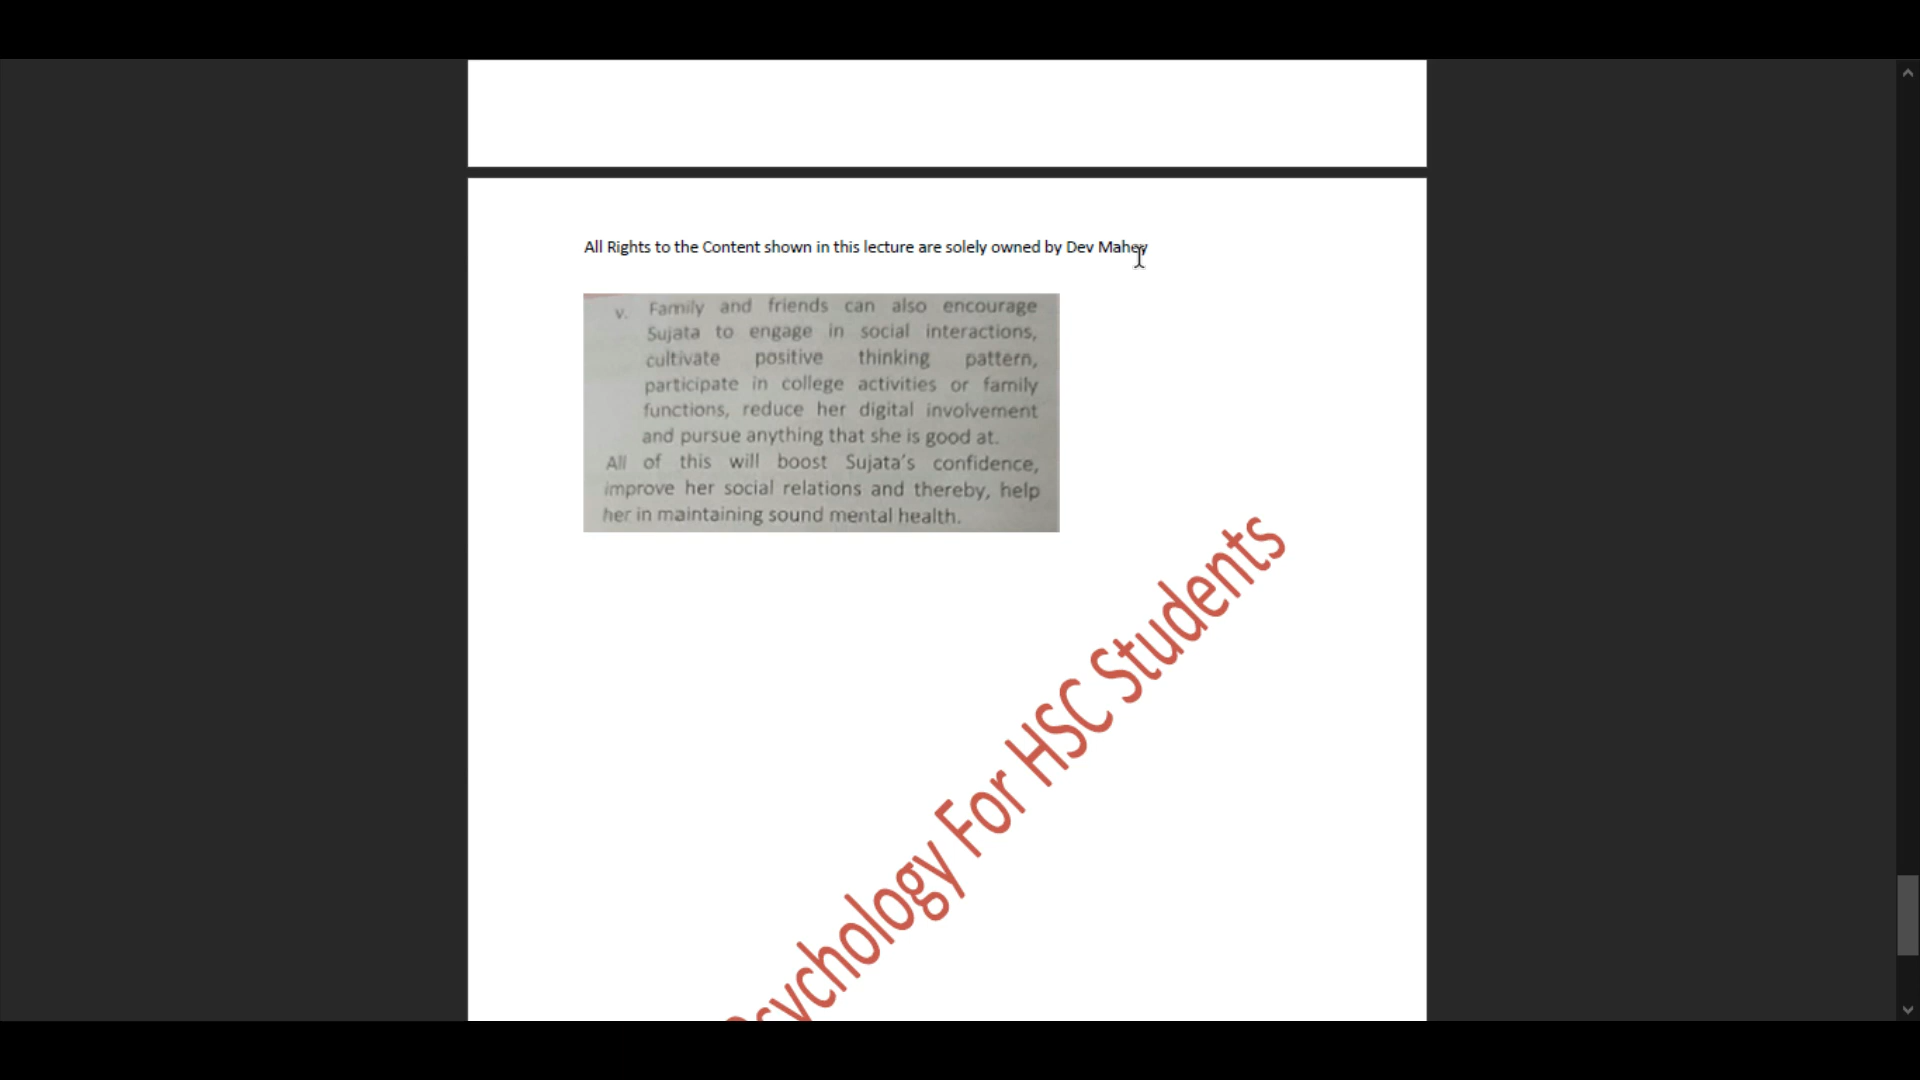 All Rights to the Content shown in this lecture are solely owned by Dev Mahey
v. Family and friends can also encourage
Sujata to engage in social interactions,
cultivate positive thinking pattern,
participate in college activities or family
functions, reduce her digital involvement
and pursue anything that she is good at.
All of this will boost Sujata's confidence,
improve her social relations and thereby, help
her in maintaining sound mental health.
Psychology For HSC Students